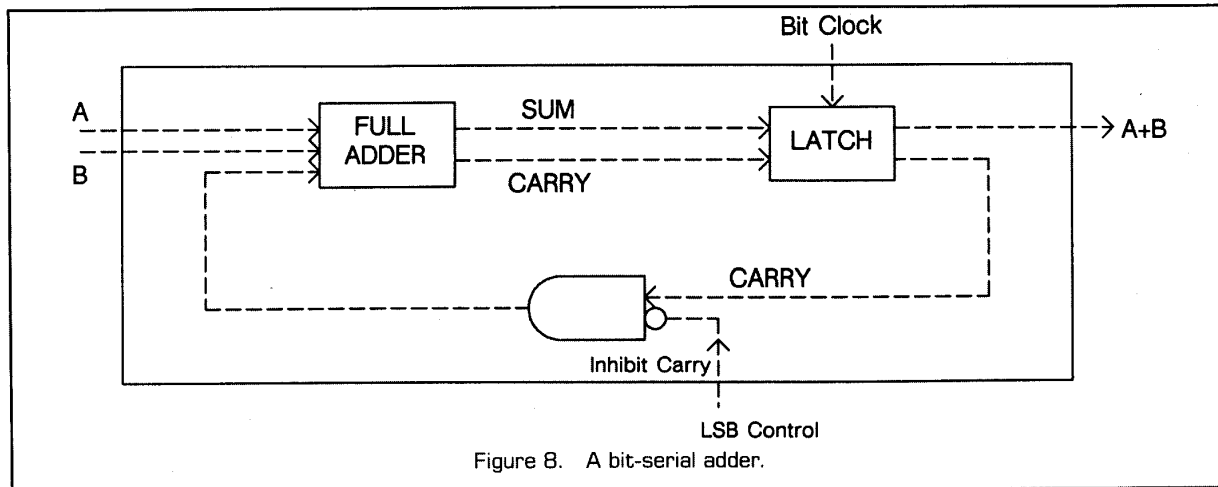 Bit Clock
A
B
FULL
ADDER
SUM
CARRY
LATCH
A+B
CARRY
Inhibit Carry
LSB Control
Figure 8. A bit-serial adder.